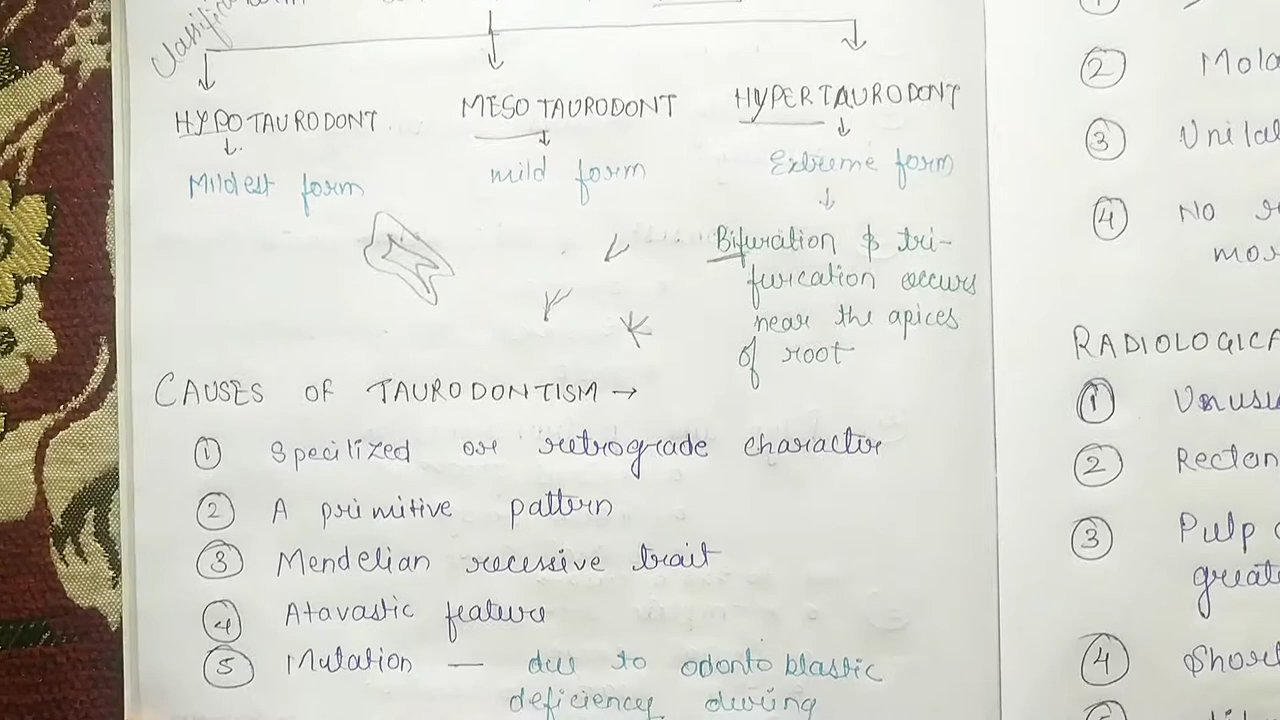 HYPOTAURODONT
MESOTAURODONT
HYPERTAURODONT
Mildest form
mild form
Extreme form
Bifuration & tri-
furcation occurs
near the apices
of root
CAUSES OF TAURODONTISM →
① Specilized or retrograde character
② A primitive pattern
③ Mendelian recessive trait
④ Atavastic feature
⑤ Mutation — due to odontoblastic
deficiency during
②
③
④ No
RADIOLOGICA
①
②
③ Pulp
④